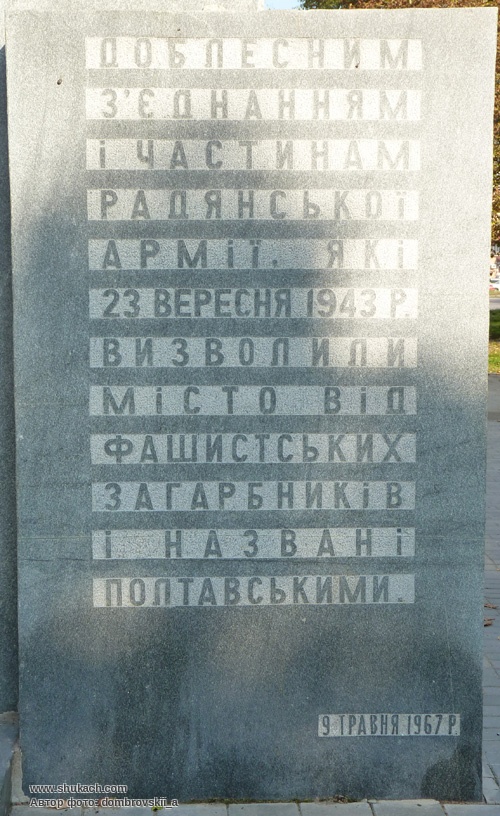 ДОБЛЕСНИМ
З'ЄДНАННЯМ
І ЧАСТИНАМ
РАДЯНСЬКОЇ
АРМІЇ, ЯКІ
23 ВЕРЕСНЯ 1943 Р.
ВИЗВОЛИЛИ
МІСТО ВІД
ФАШИСТСЬКИХ
ЗАГАРБНИКІВ
І НАЗВАНІ
ПОЛТАВСЬКИМИ.
9 ТРАВНЯ 1967 Р
www.shukach.com
Автор фото: dombrovskii_a